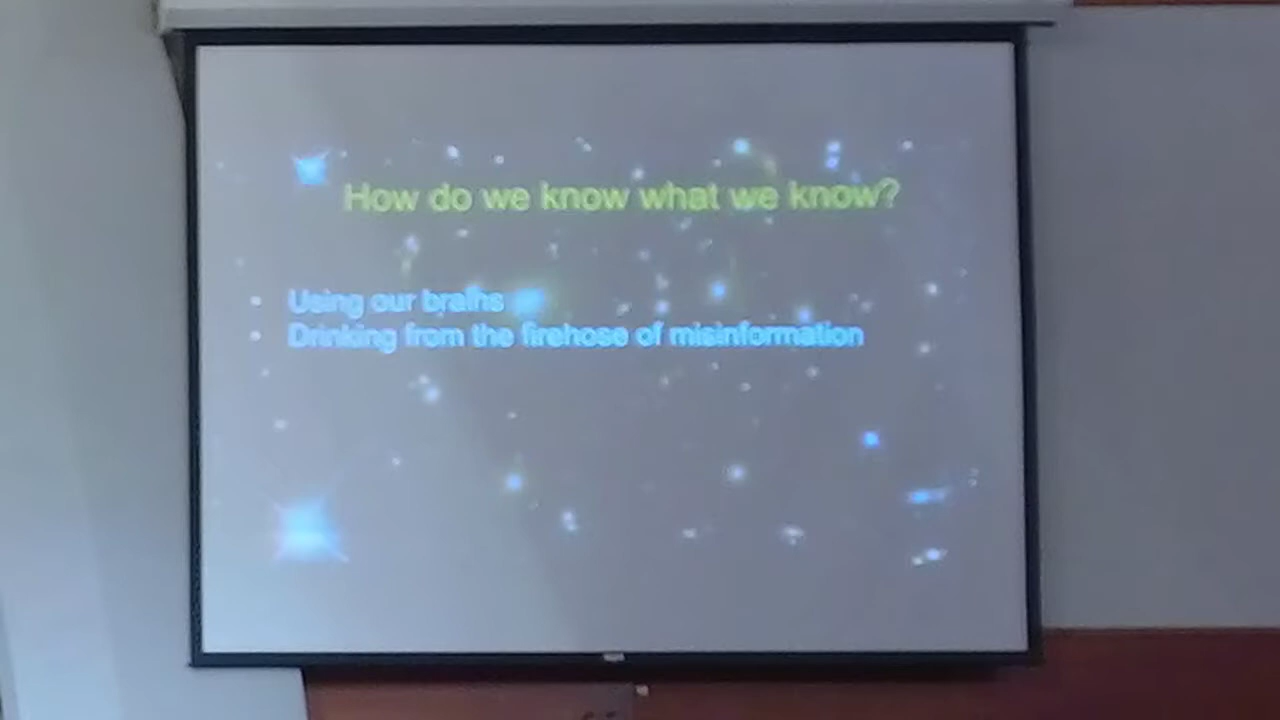 How do we know what we know?
• Using our brains
• Drinking from the firehose of misinformation